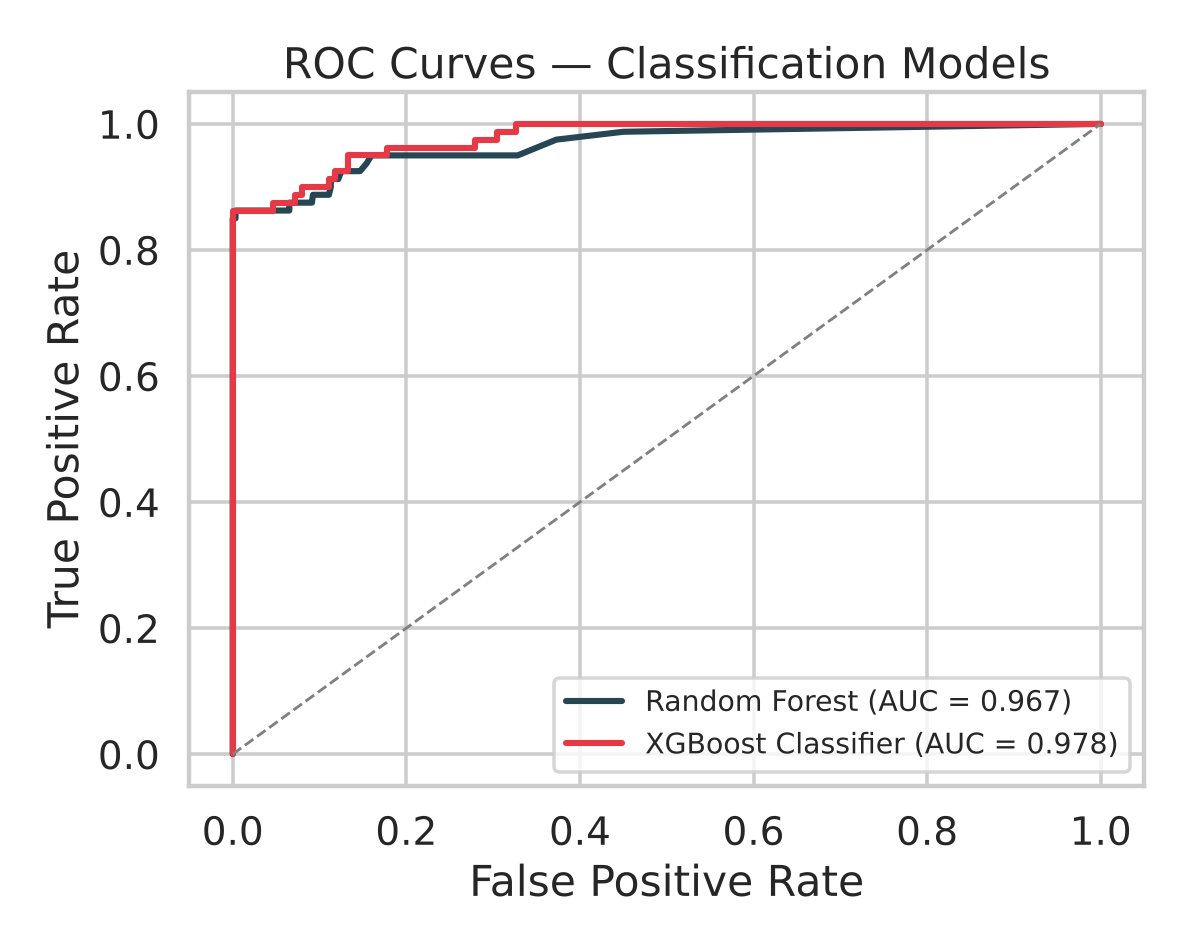 ROC Curves — Classification Models
True Positive Rate
1.0
0.8
0.6
0.4
0.2
0.0
Random Forest (AUC = 0.967)
XGBoost Classifier (AUC = 0.978)
0.0 0.2 0.4 0.6 0.8 1.0
False Positive Rate